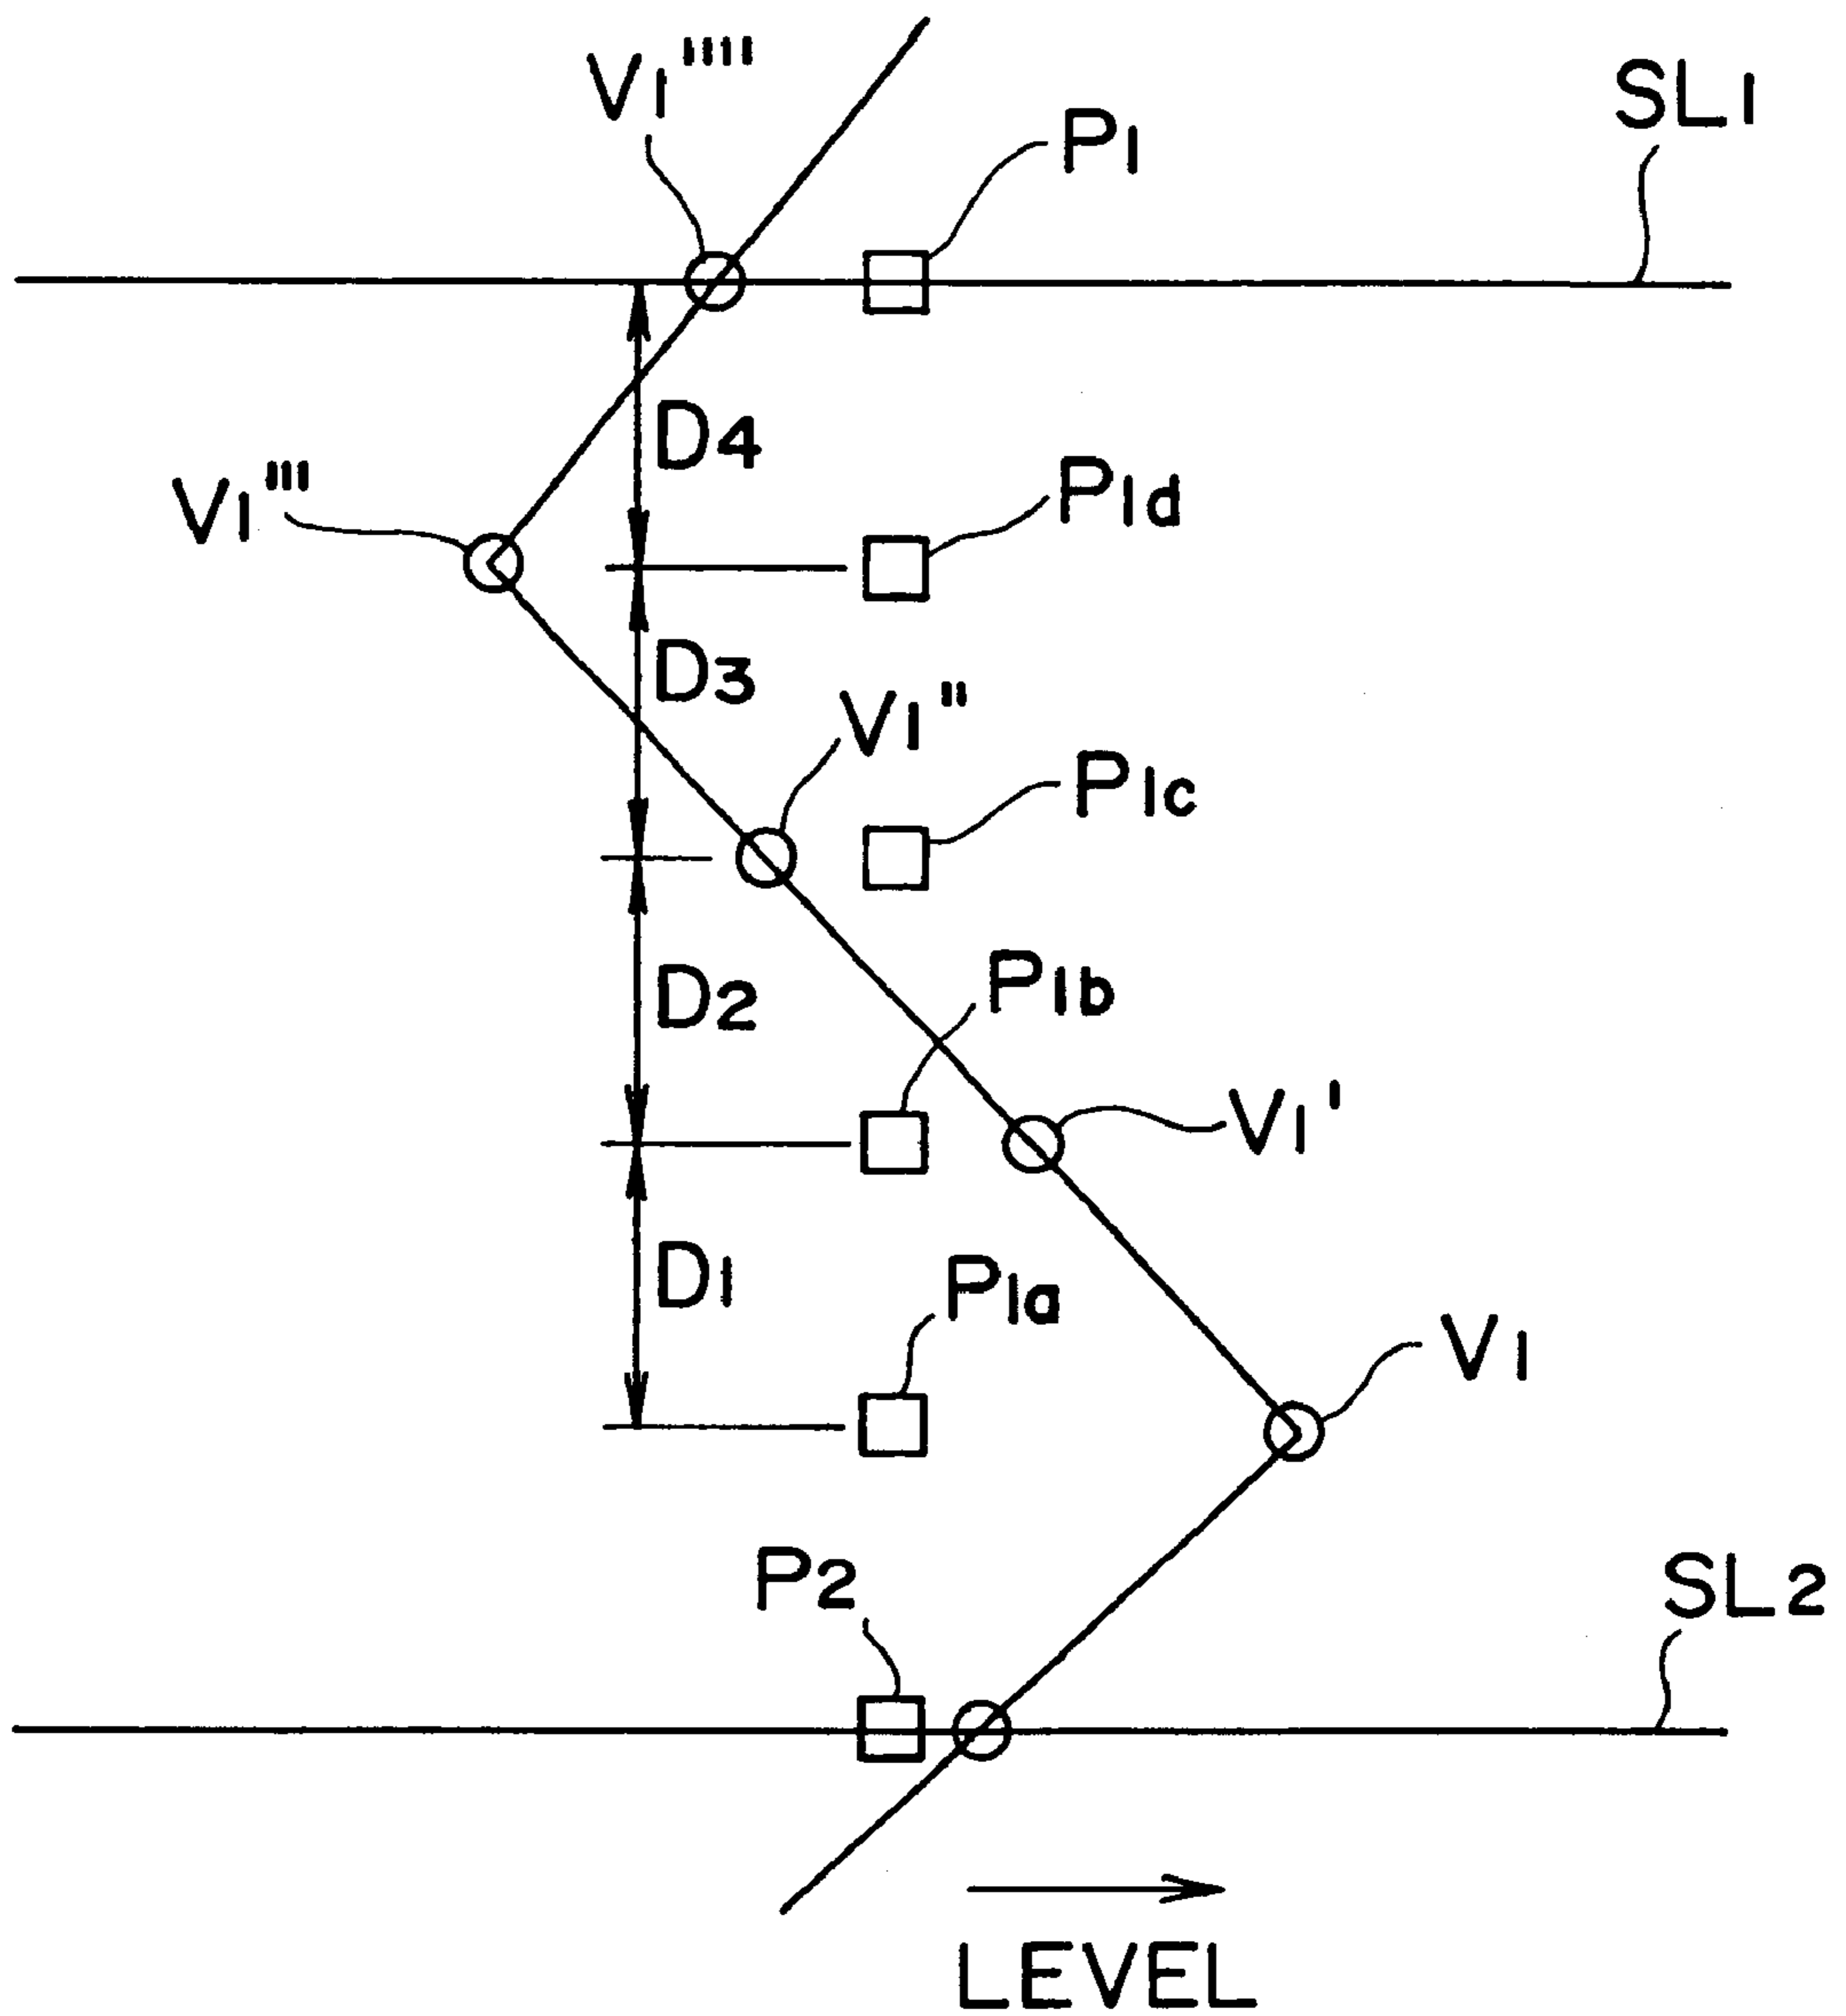 V1''''
P1
SL1
D4
P1d
V1'''
D3
V1''
P1c
D2
P1b
V1'
D1
P1a
V1
P2
SL2
LEVEL